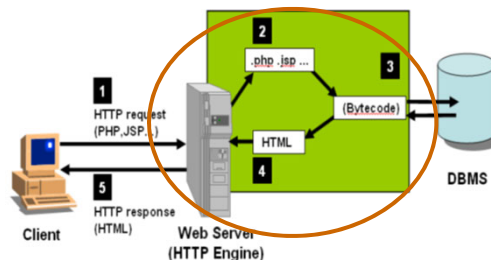 1
HTTP request
(PHP,JSP...)
2
.php .jsp ...
3
(Bytecode)
HTML
4
5
HTTP response
(HTML)
Client
Web Server
(HTTP Engine)
DBMS